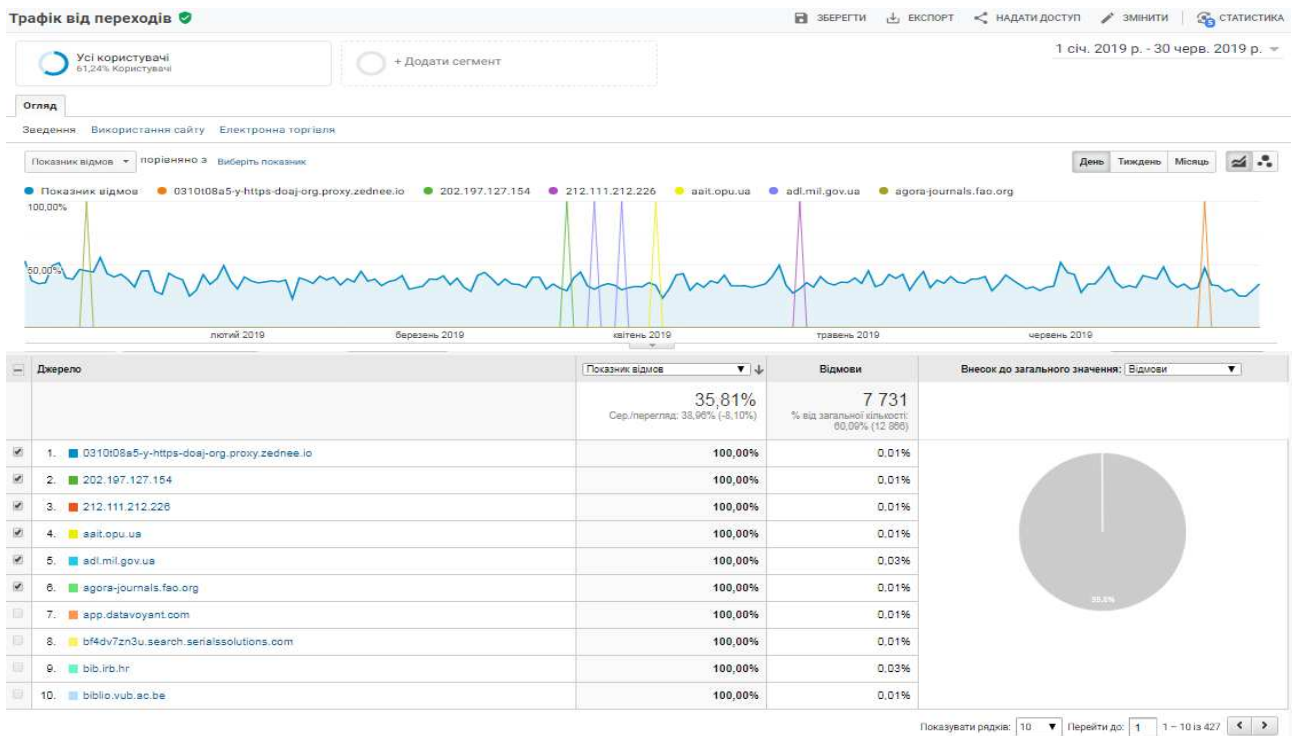 Трафік від переходів
ЗБЕРЕГТИ ЕКСПОРТ НАДАТИ ДОСТУП ЗМІНИТИ 5 СТАТИСТИКА
Усі користувачі
61,24% Користувачі
+ Додати сегмент
1 січ. 2019 р. - 30 черв. 2019 р.
Огляд
Зведення Використання сайту Електронна торгівля
Показник відмов порівняно з Виберіть показник
День Тиждень Місяць
Показник відмов 0310t08a5-y-https-doaj-org.proxy.zednee.io 202.197.127.154 212.111.212.226 aait.opu.ua adl.mil.gov.ua agora-journals.fao.org
100,00%
50,00%
лютий 2019 березень 2019 квітень 2019 травень 2019 червень 2019
Джерело Показник відмов Відмови Внесок до загального значення: Відмови
35,81% 7 731
Сер./перегляд: 38,96% (-8,10%) % від загальної кількості:
60,09% (12 866)
1. 0310t08a5-y-https-doaj-org.proxy.zednee.io 100,00% 0,01%
2. 202.197.127.154 100,00% 0,01%
3. 212.111.212.226 100,00% 0,01%
4. aait.opu.ua 100,00% 0,01%
5. adl.mil.gov.ua 100,00% 0,03%
6. agora-journals.fao.org 100,00% 0,01%
7. app.datavoyant.com 100,00% 0,01%
8. bf4dv7zn3u.search.serialssolutions.com 100,00% 0,01%
9. bib.irb.hr 100,00% 0,03%
10. biblio.vub.ac.be 100,00% 0,01%
Показувати рядків: 10 Перейти до: 1 1 – 10 із 427